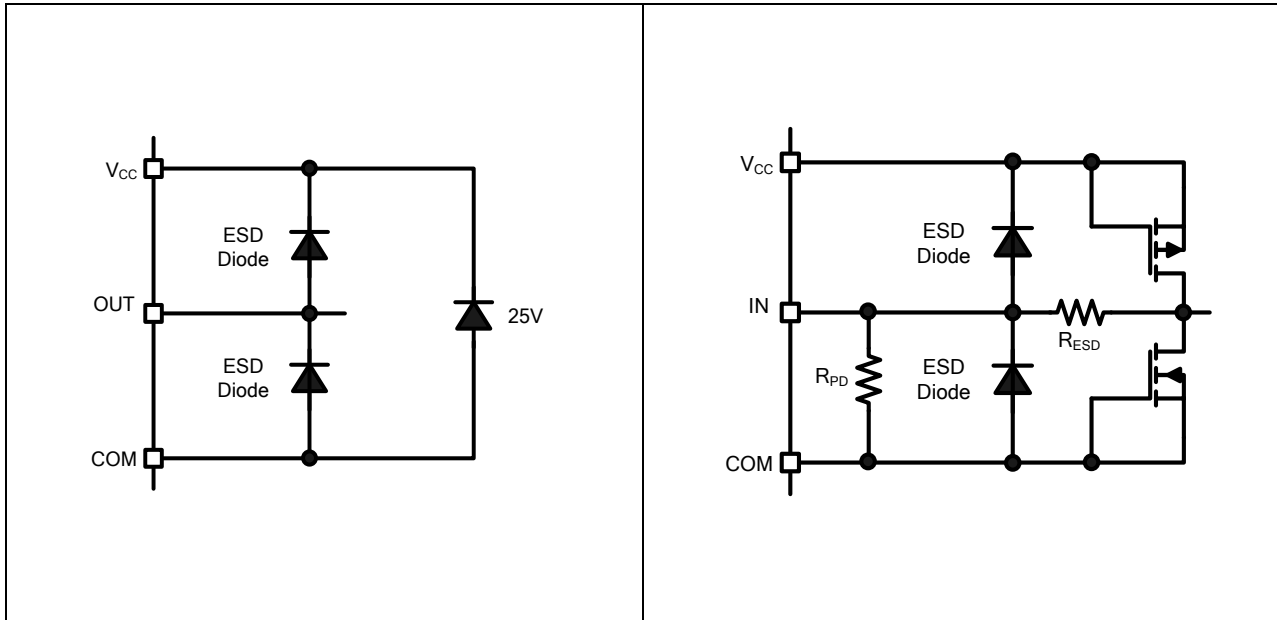 VCC
ESD
Diode
OUT
25V
ESD
Diode
COM
VCC
ESD
Diode
IN
RESD
RPD
ESD
Diode
COM